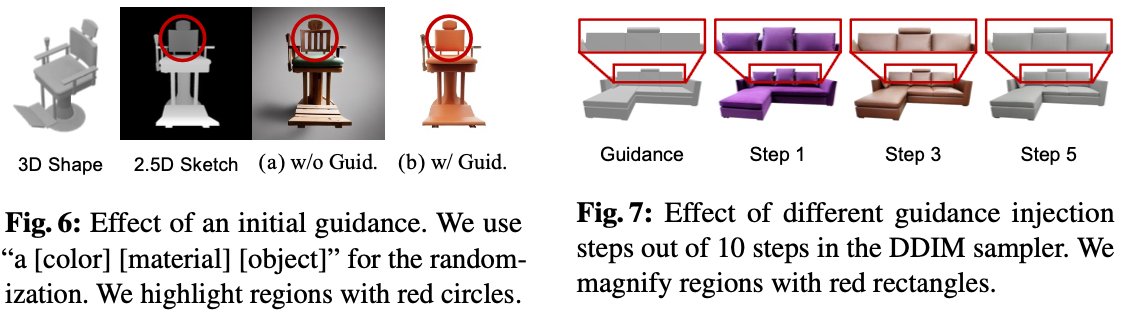 3D Shape
2.5D Sketch
(a) w/o Guid.
(b) w/ Guid.
Fig. 6: Effect of an initial guidance. We use
“a [color] [material] [object]” for the random-
ization. We highlight regions with red circles.
Guidance
Step 1
Step 3
Step 5
Fig. 7: Effect of different guidance injection
steps out of 10 steps in the DDIM sampler. We
magnify regions with red rectangles.